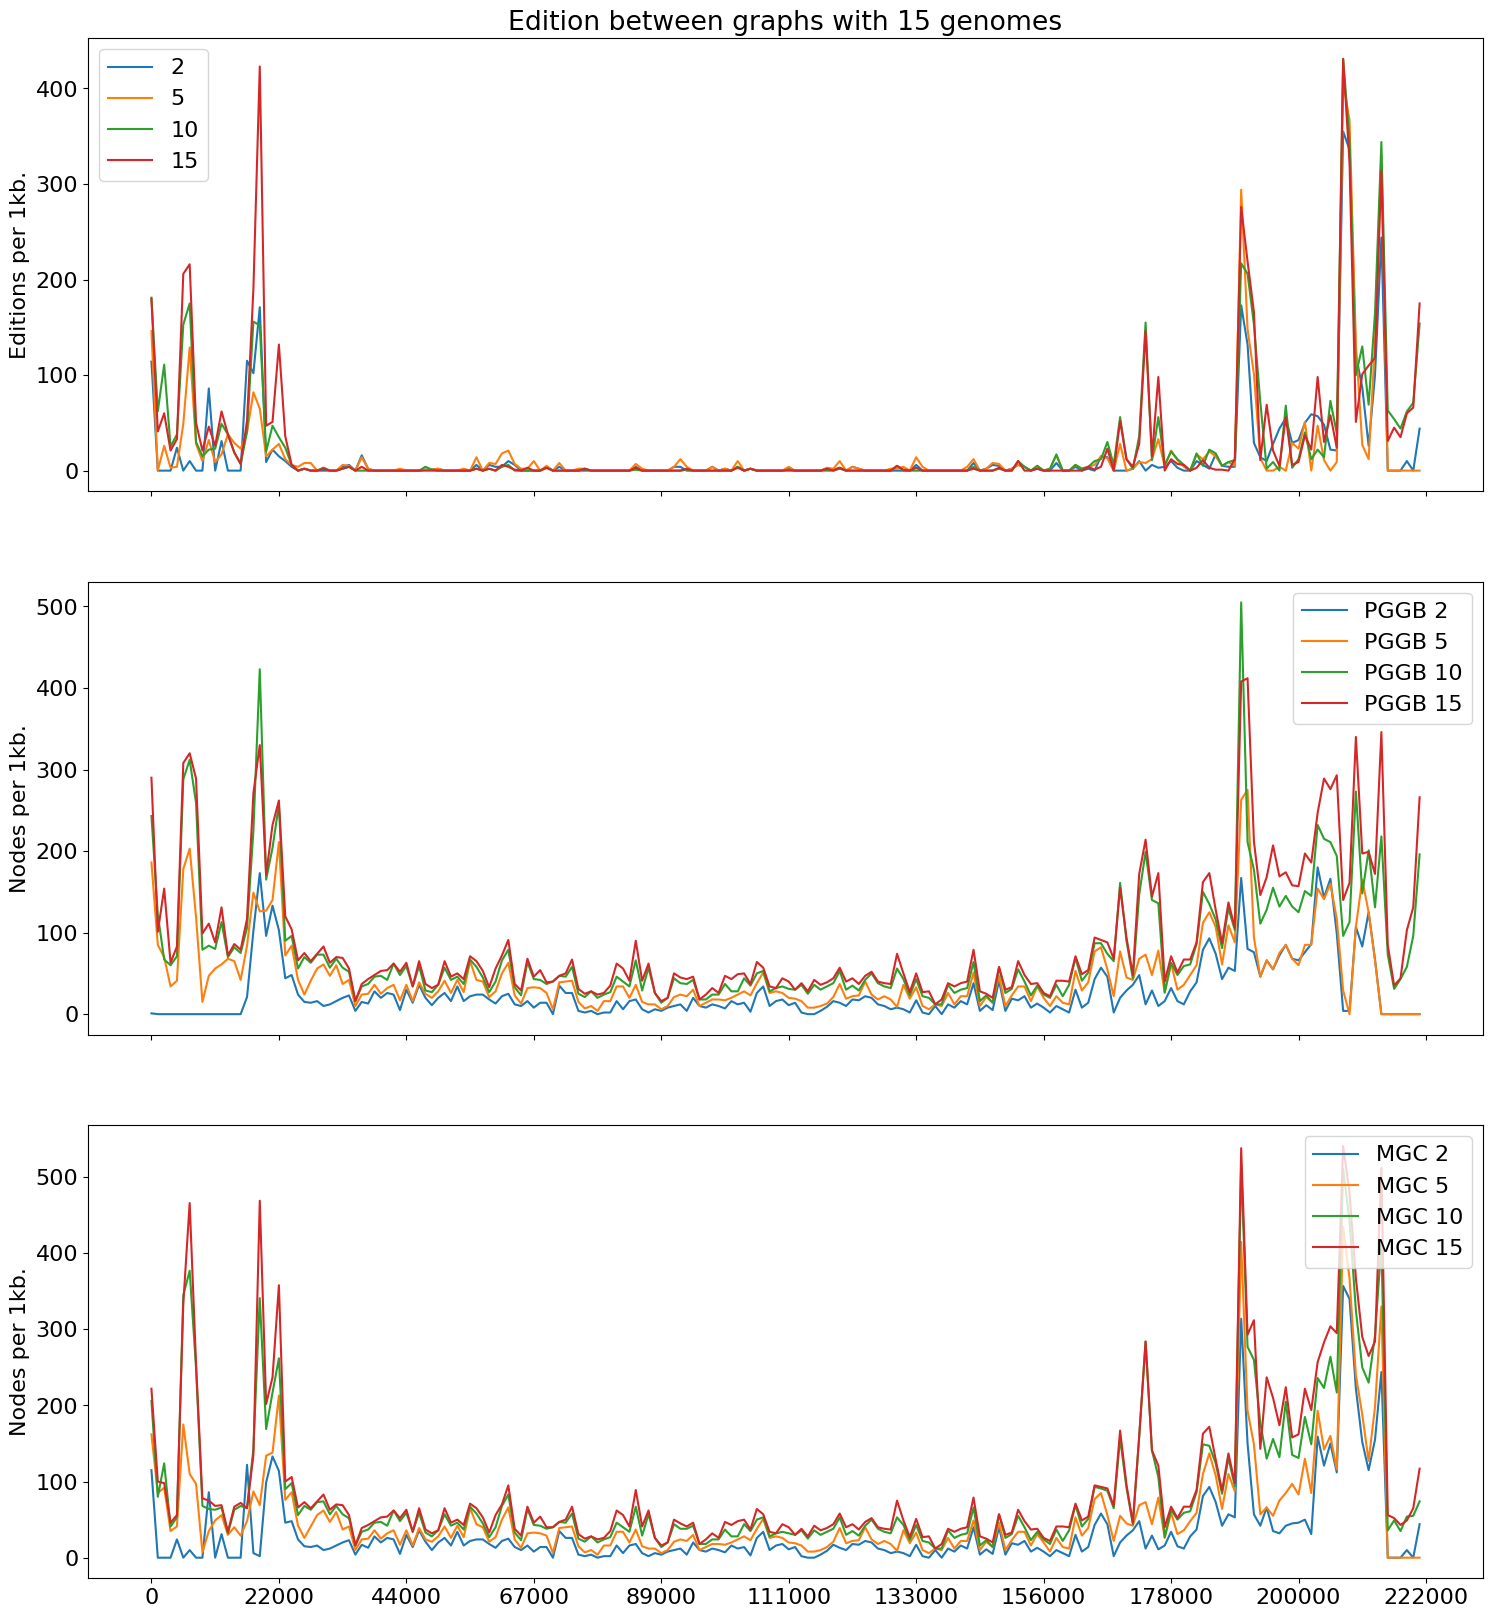 Edition between graphs with 15 genomes
Editions per 1kb.
400
300
200
100
0
2
5
10
15
Nodes per 1kb.
500
400
300
200
100
0
PGGB 2
PGGB 5
PGGB 10
PGGB 15
Nodes per 1kb.
500
400
300
200
100
0
MGC 2
MGC 5
MGC 10
MGC 15
0 22000 44000 67000 89000 111000 133000 156000 178000 200000 222000